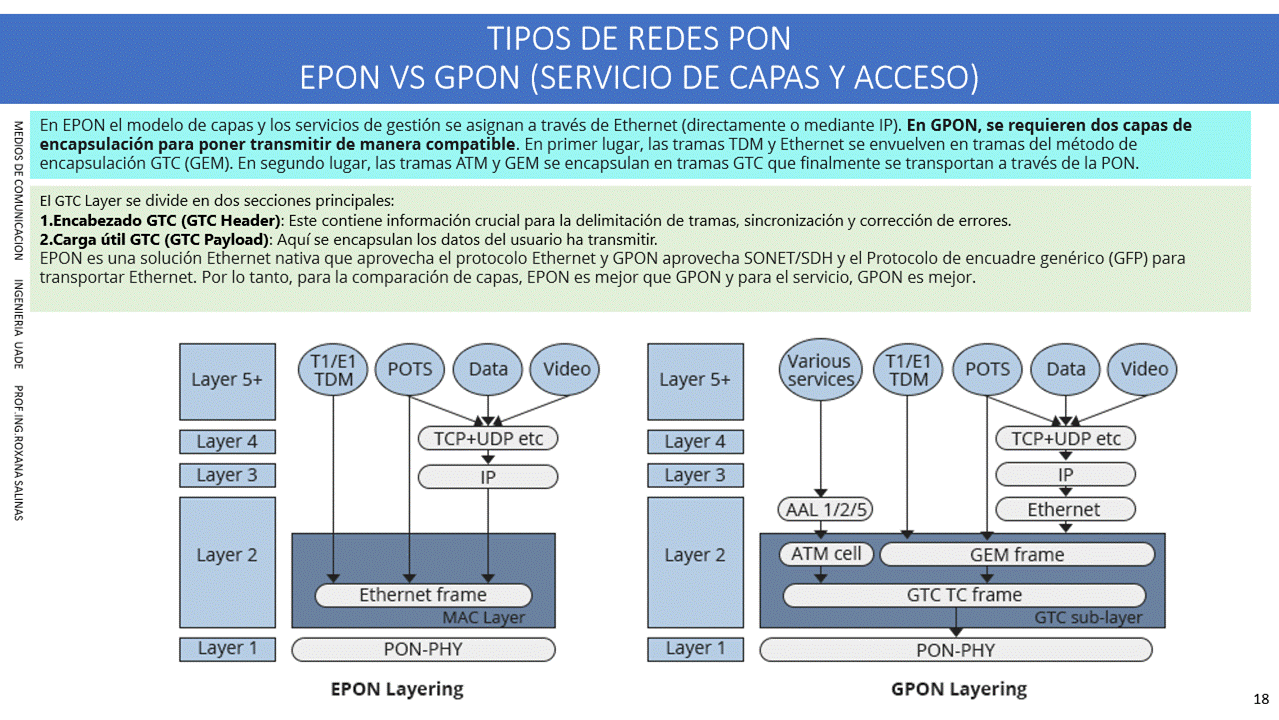 TIPOS DE REDES PON
EPON VS GPON (SERVICIO DE CAPAS Y ACCESO)
MEDIOS DE COMUNICACION INGENIERIA UADE PROF.ING.ROXANA.SALINAS
En EPON el modelo de capas y los servicios de gestión se asignan a través de Ethernet (directamente o mediante IP). En GPON, se requieren dos capas de
encapsulación para poner transmitir de manera compatible. En primer lugar, las tramas TDM y Ethernet se envuelven en tramas del método de
encapsulación GTC (GEM). En segundo lugar, las tramas ATM y GEM se encapsulan en tramas GTC que finalmente se transportan a través de la PON.
El GTC Layer se divide en dos secciones principales:
1.Encabezado GTC (GTC Header): Este contiene información crucial para la delimitación de tramas, sincronización y corrección de errores.
2.Carga útil GTC (GTC Payload): Aquí se encapsulan los datos del usuario ha transmitir.
EPON es una solución Ethernet nativa que aprovecha el protocolo Ethernet y GPON aprovecha SONET/SDH y el Protocolo de encuadre genérico (GFP) para
transportar Ethernet. Por lo tanto, para la comparación de capas, EPON es mejor que GPON y para el servicio, GPON es mejor.
Layer 5+
T1/E1
TDM
POTS
Data
Video
Layer 4
TCP+UDP etc
Layer 3
IP
Layer 2
Ethernet frame
MAC Layer
Layer 1
PON-PHY
EPON Layering
Layer 5+
Various
services
T1/E1
TDM
POTS
Data
Video
Layer 4
TCP+UDP etc
Layer 3
IP
AAL 1/2/5
Ethernet
Layer 2
ATM cell
GEM frame
GTC TC frame
GTC sub-layer
Layer 1
PON-PHY
GPON Layering
18